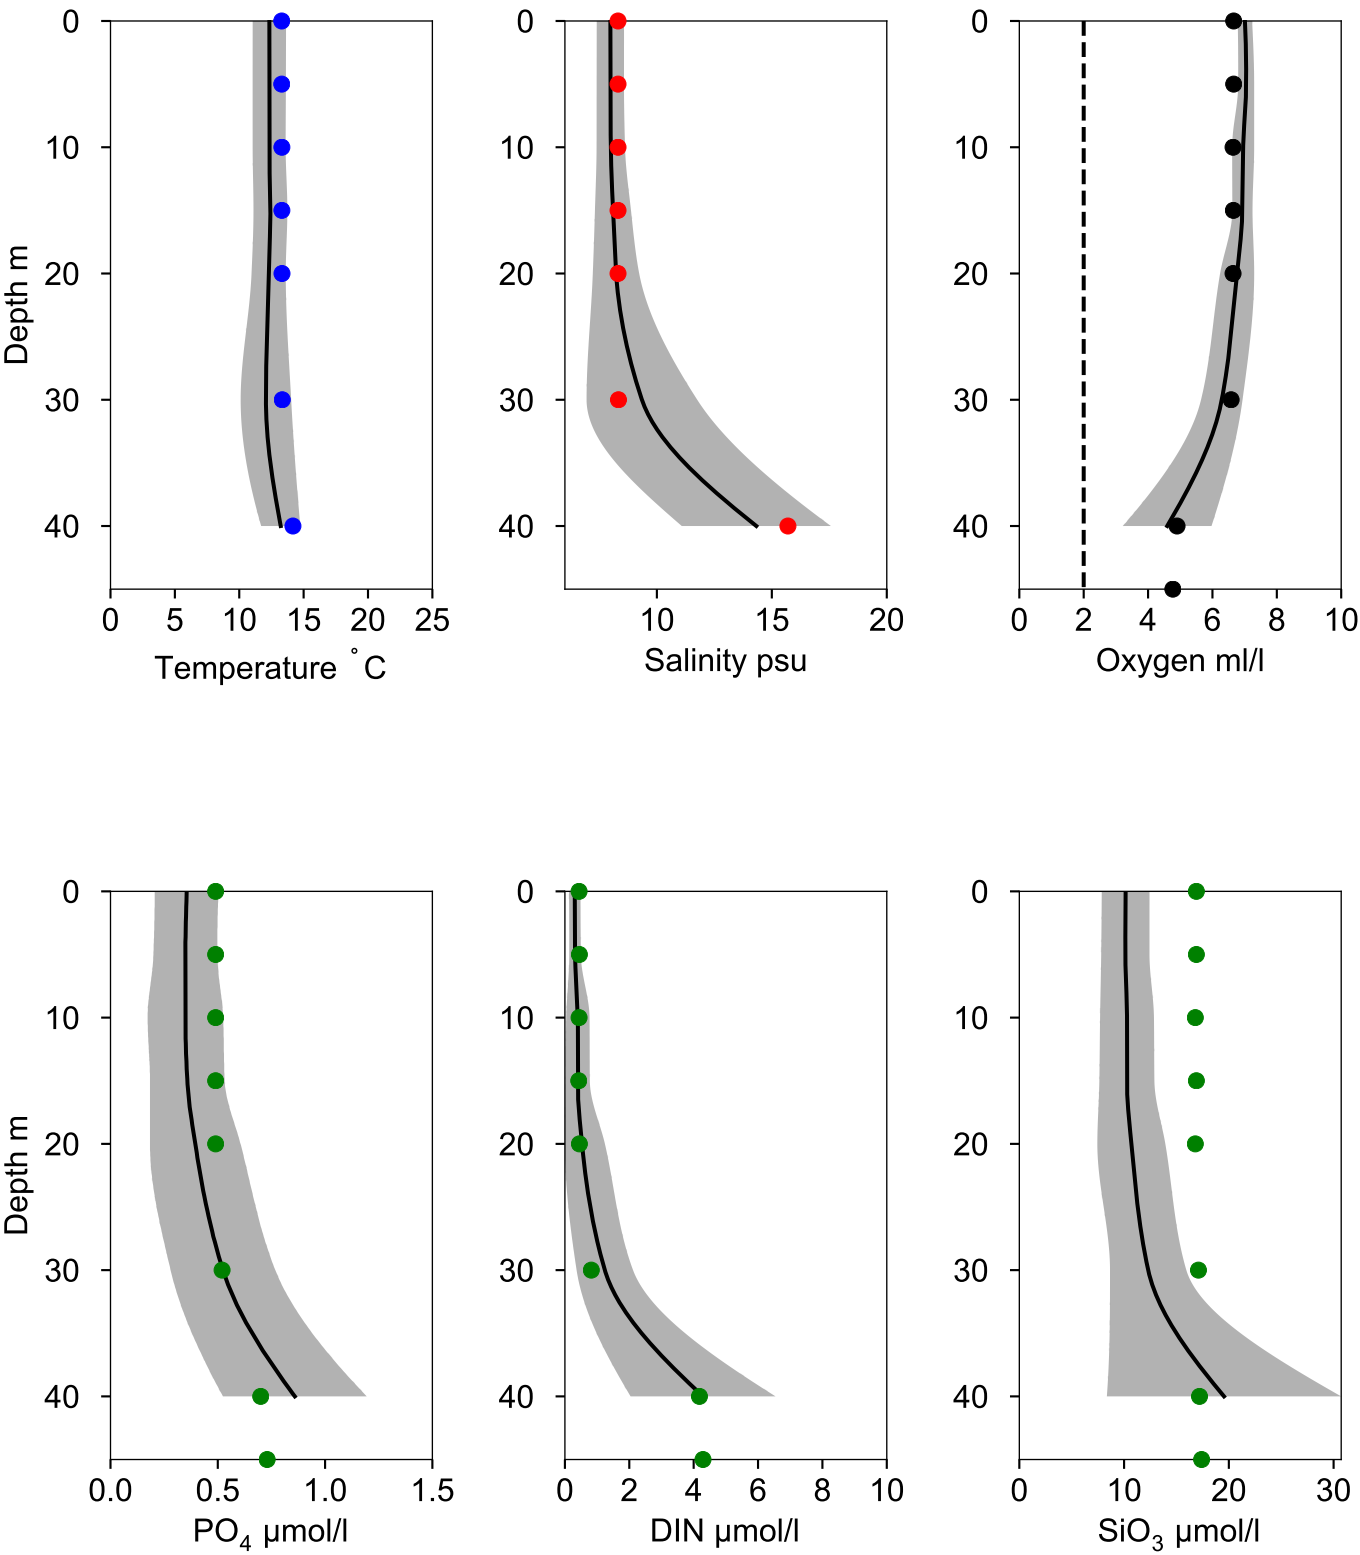 0 0 0
10 10 10
20 20 20
30 30 30
40 40 40
Depth m
0 5 10 15 20 25 10 15 20 0 2 4 6 8 10
Temperature °C Salinity psu Oxygen ml/l
0 0 0
10 10 10
20 20 20
30 30 30
40 40 40
Depth m
0.0 0.5 1.0 1.5 0 2 4 6 8 10 0 10 20 30
PO₄ µmol/l DIN µmol/l SiO₃ µmol/l